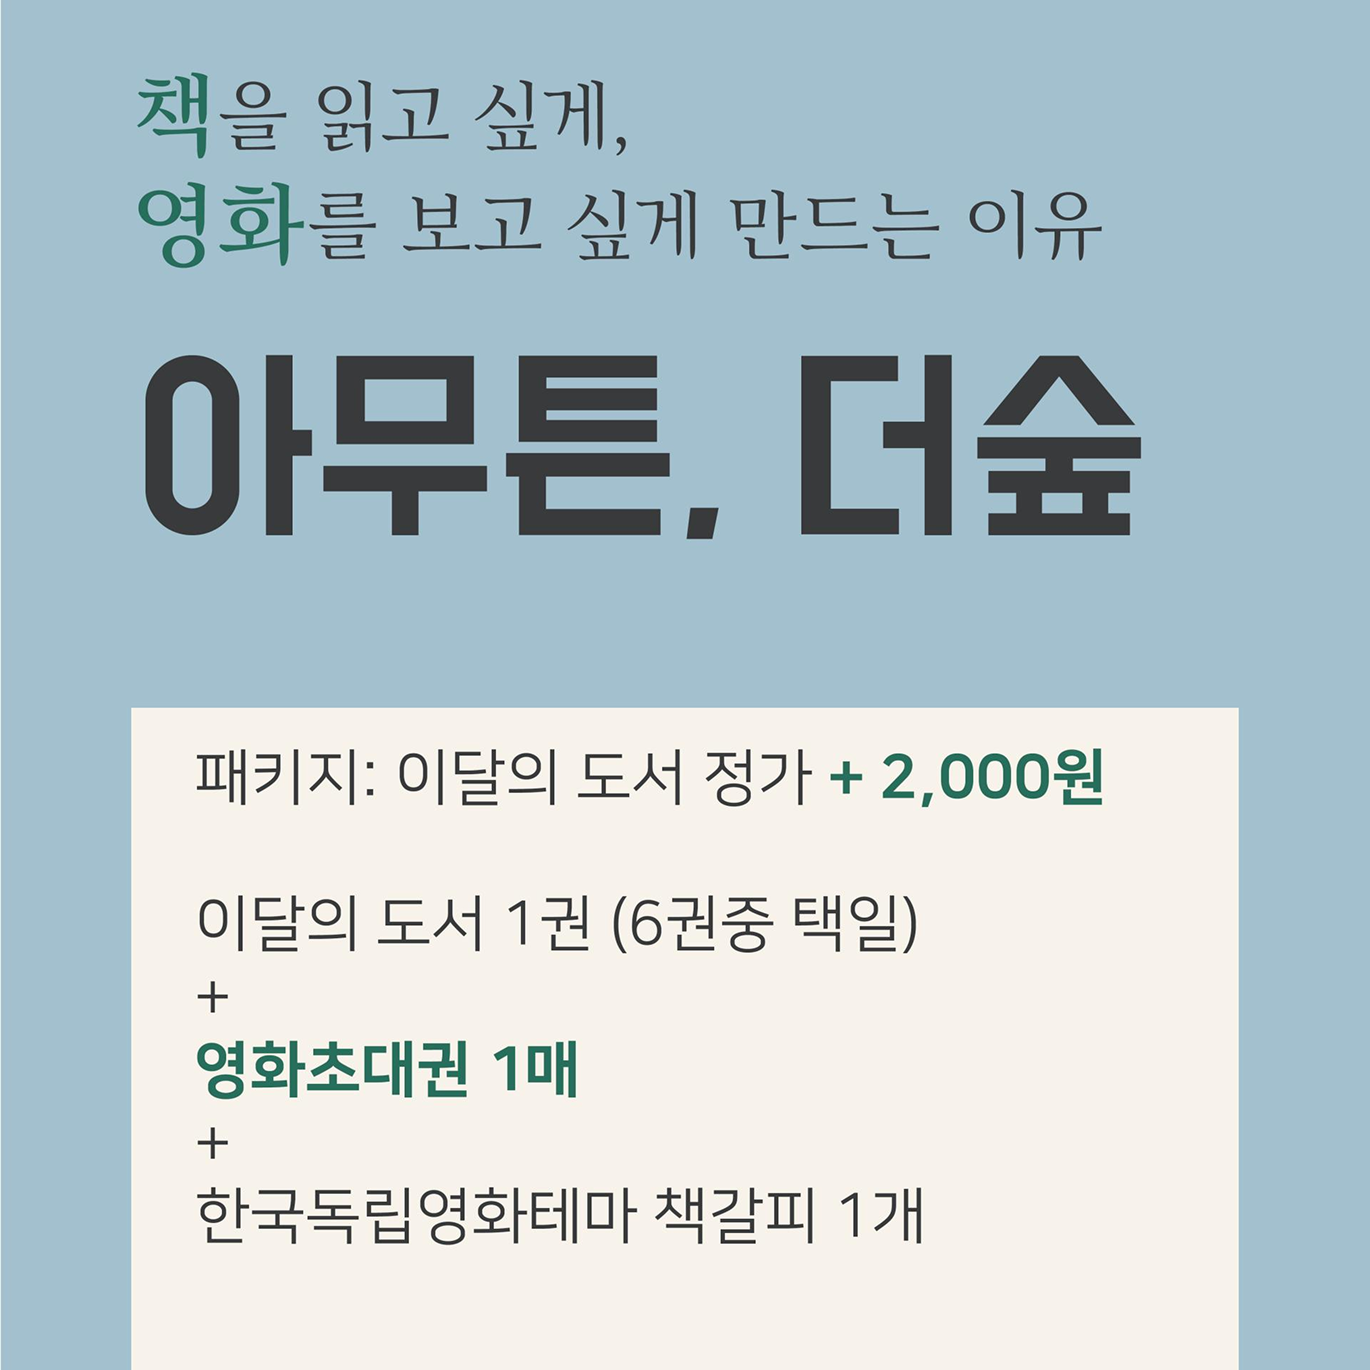 책을 읽고 싶게,
영화를 보고 싶게 만드는 이유
아무튼, 더숲
패키지: 이달의 도서 정가 + 2,000원
이달의 도서 1권 (6권중 택일)
+
영화초대권 1매
+
한국독립영화테마 책갈피 1개